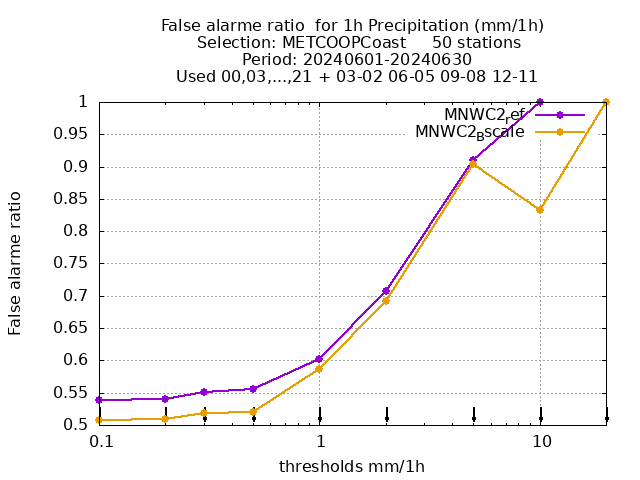 False alarme ratio  for 1h Precipitation (mm/1h)
Selection: METCOOPCoast     50 stations
Period: 20240601-20240630
Used 00,03,...,21 + 03-02 06-05 09-08 12-11
MNWC2ref
MNWC2Bscale
1
0.95
0.9
0.85
0.8
0.75
0.7
0.65
0.6
0.55
0.5
False alarme ratio
0.1 1 10
thresholds mm/1h